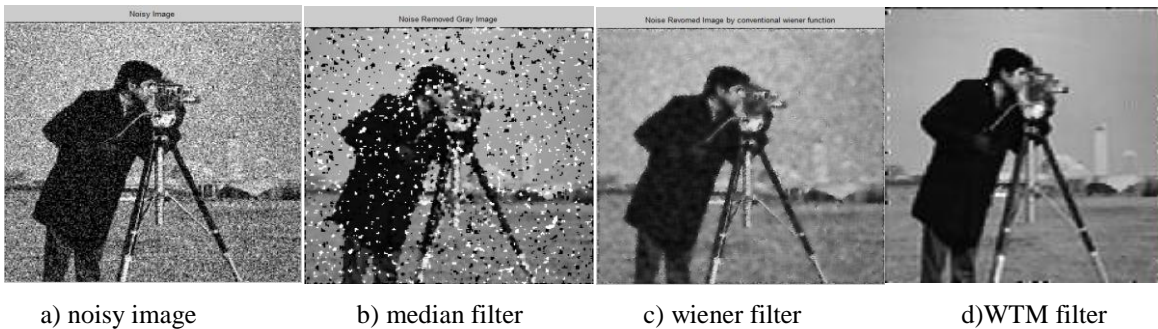 Noisy Image
Noise Removed Gray Image
Noise Revomed Image by conventional wiener function
a) noisy image
b) median filter
c) wiener filter
d)WTM filter